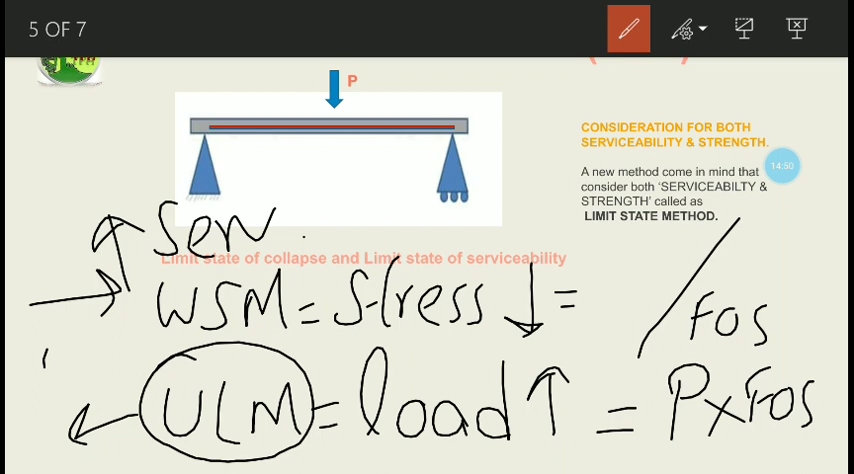 5 OF 7
P
CONSIDERATION FOR BOTH
SERVICEABILITY & STRENGTH.
14:50
A new method come in mind that
consider both ‘SERVICEABILTY &
STRENGTH’ called as
LIMIT STATE METHOD.
Serv
Limit state of collapse and Limit state of serviceability
WSM = Stress ↓ = / FOS
ULM = load ↑ = P x FOS